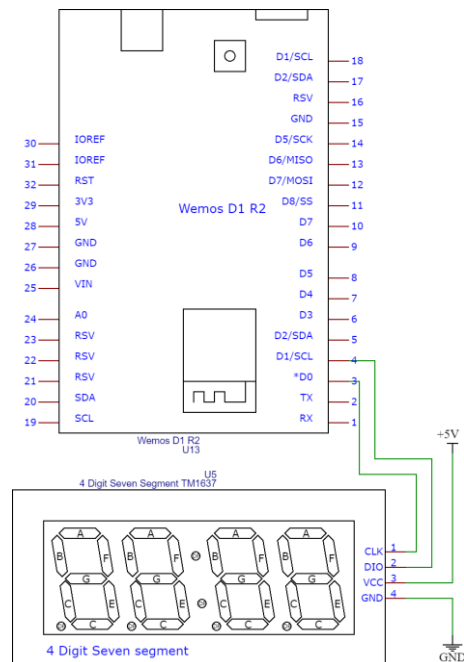 D1/SCL 18
D2/SDA 17
RSV 16
GND 15
30 IOREF D5/SCK 14
31 IOREF D6/MISO 13
32 RST D7/MOSI 12
29 3V3 D8/SS 11
Wemos D1 R2
28 5V D7 10
27 GND D6 9
26 GND
25 VIN D5 8
D4 7
24 A0 D3 6
23 RSV D2/SDA 5
22 RSV D1/SCL 4
21 RSV *D0 3
20 SDA TX 2
19 SCL RX 1
Wemos D1 R2
U13
+5V
U5
4 Digit Seven Segment TM1637
A A A A
B F B F B F B F
G G G G
C E C E C E C E
C C C C
CLK 1
DIO 2
VCC 3
GND 4
4 Digit Seven segment
GND